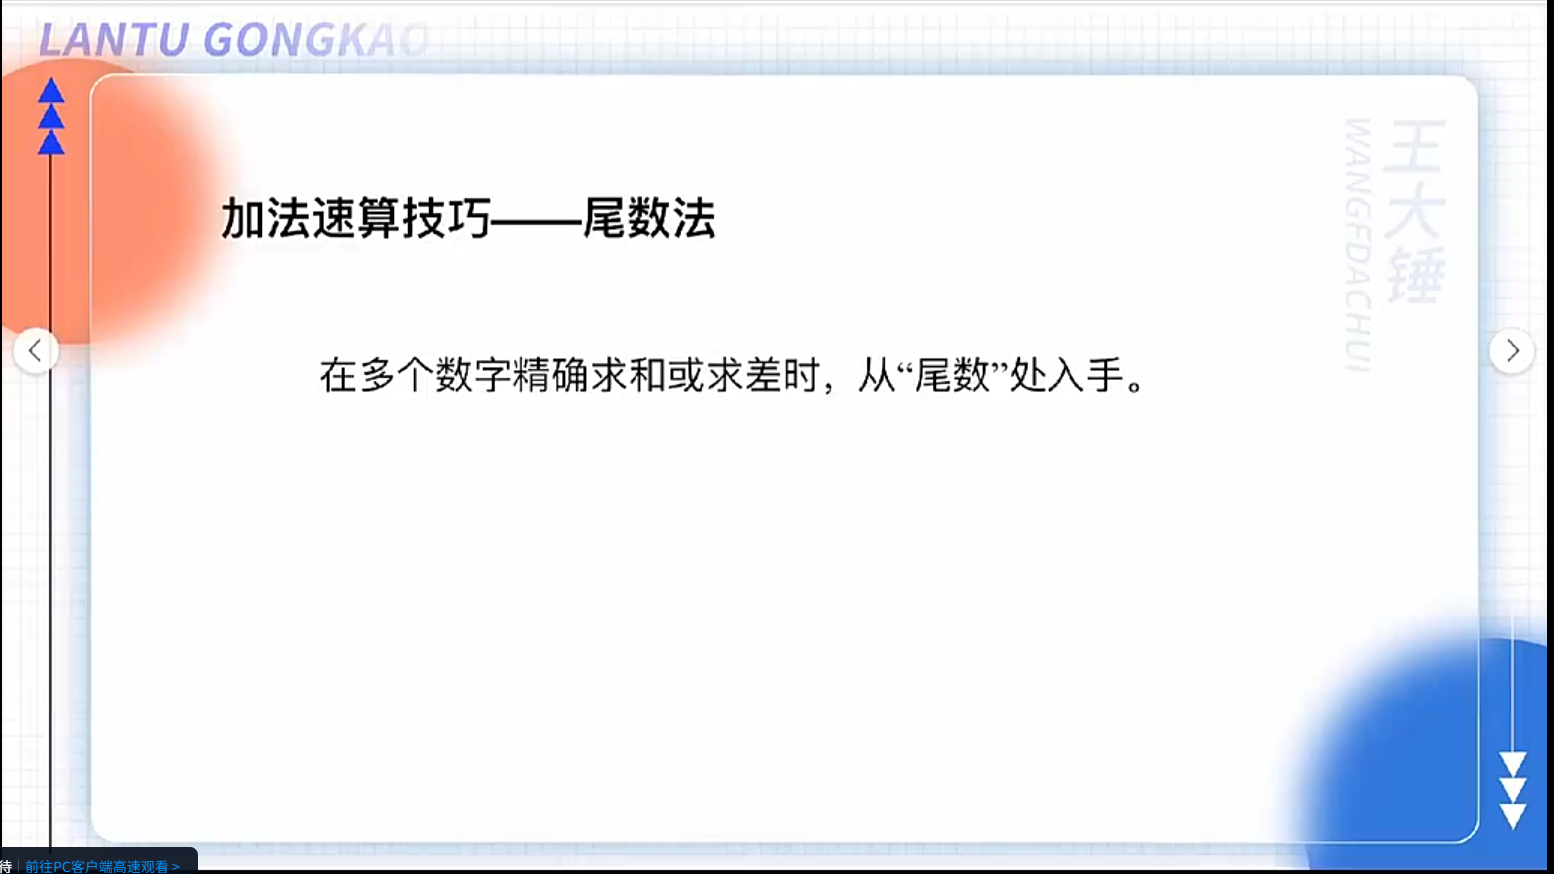 LANTU GONGKAO
王大锤
WANGFDACHUI
加法速算技巧——尾数法
在多个数字精确求和或求差时，从“尾数”处入手。
待 前往PC客户端高速观看 >